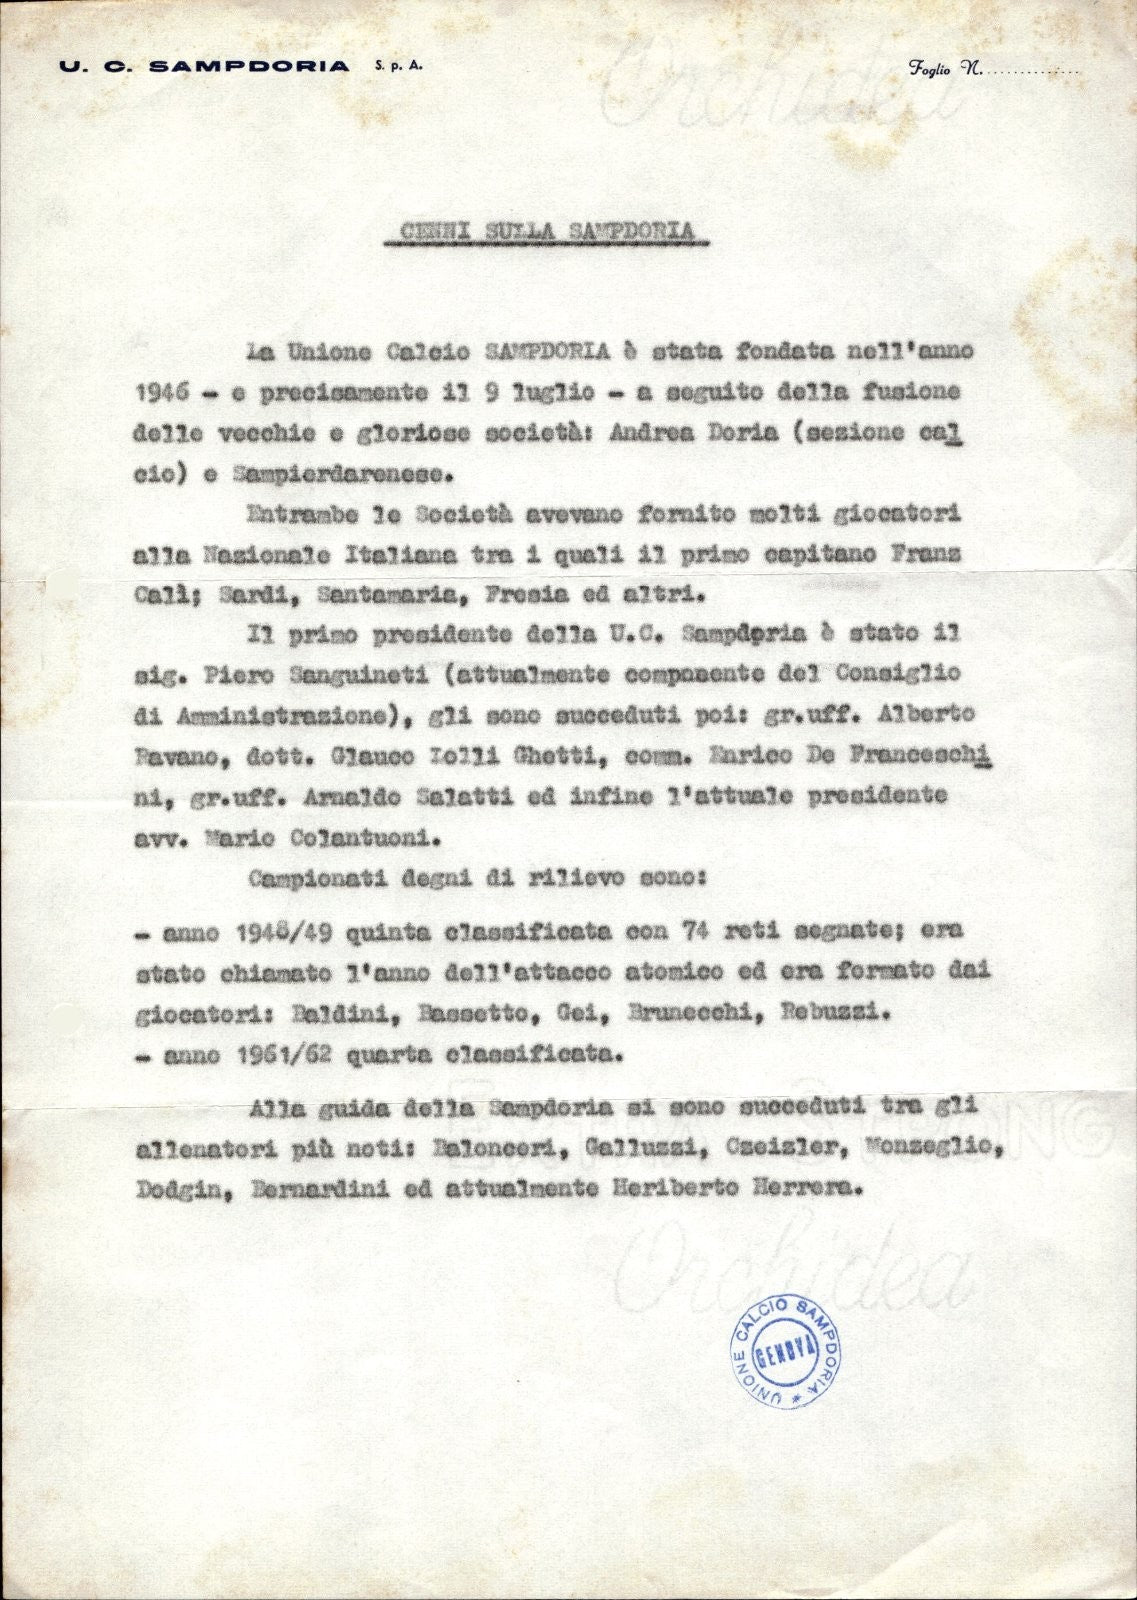 U. C. SAMPDORIA S. p. A.
Foglio N. ..............
Orchidea
CENNI SULLA SAMPDORIA
La Unione Calcio SAMPDORIA è stata fondata nell'anno
1946 - e precisamente il 9 luglio - a seguito della fusione
delle vecchie e gloriose società: Andrea Doria (sezione cal
cio) e Sampierdarenese.
Entrambe le Società avevano fornito molti giocatori
alla Nazionale Italiana tra i quali il primo capitano Franz
Calì; Sardi, Santamaria, Fresia ed altri.
Il primo presidente della U.C. Sampdoria è stato il
sig. Piero Sanguineti (attualmente componente del Consiglio
di Amministrazione), gli sono succeduti poi: gr.uff. Alberto
Ravano, dott. Glauco Lolli Ghetti, comm. Enrico De Franceschi
ni, gr.uff. Arnaldo Salatti ed infine l'attuale presidente
avv. Mario Colantuoni.
Campionati degni di rilievo sono:
- anno 1948/49 quinta classificata con 74 reti segnate; era
stato chiamato l'anno dell'attacco atomico ed era formato dai
giocatori: Baldini, Bassetto, Gei, Brunecchi, Rebuzzi.
- anno 1961/62 quarta classificata.
Alla guida della Sampdoria si sono succeduti tra gli
allenatori più noti: Balonceri, Galluzzi, Czeizler, Monzeglio,
Dodgin, Bernardini ed attualmente Heriberto Herrera.
EXTRA STRONG
Orchidea
UNIONE CALCIO SAMPDORIA *
GENOVA